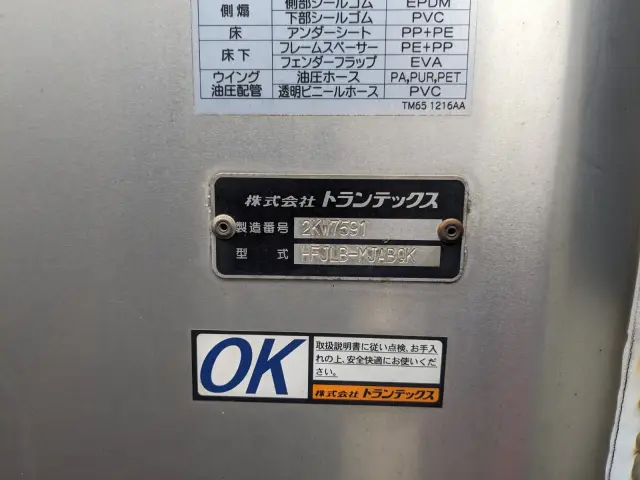 側煽 側部シールゴム EPDM
下部シールゴム PVC
床 アンダーシート PP+PE
床下 フレームスペーサー PE+PP
フェンダーフラップ EVA
ウイング 油圧ホース PA,PUR,PET
油圧配管 透明ビニールホース PVC
TM65 1216AA
株式会社 トランテックス
製造番号 2KW7591
型式 HFJLB-MJABQK
OK
取扱説明書に従い点検、お手入
れの上、安全快適にお使いくだ
さい。
株式会社 トランテックス